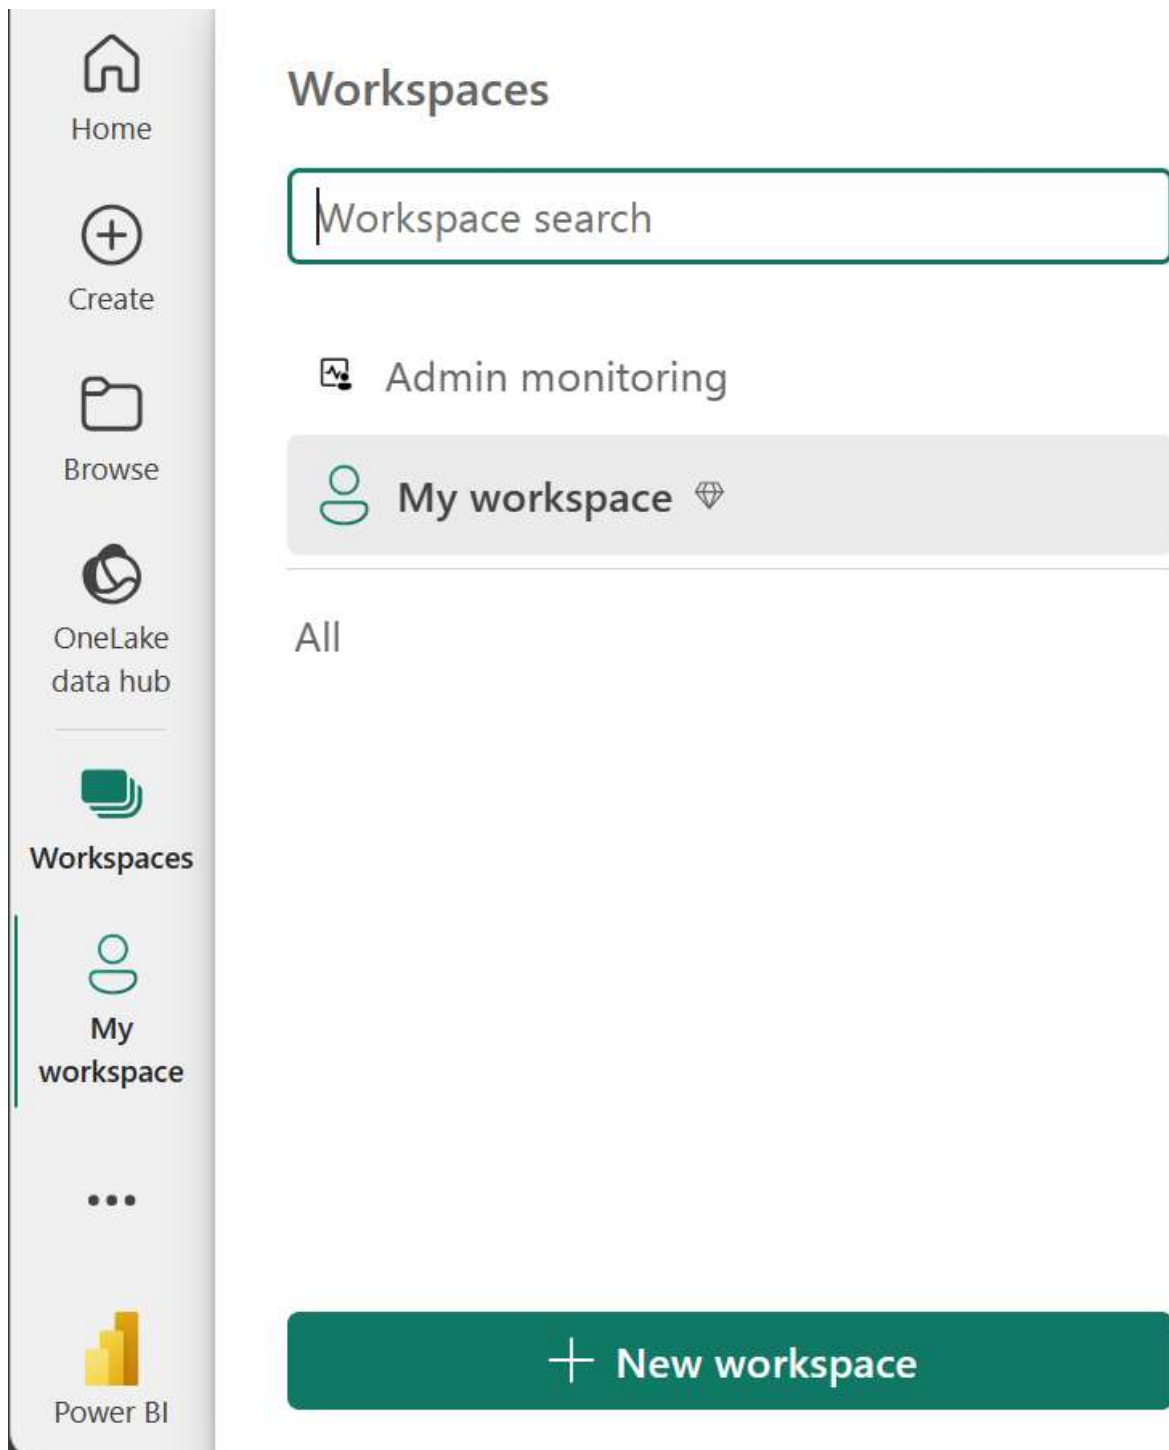 Home
Create
Browse
OneLake
data hub
Workspaces
My
workspace
Power BI
Workspaces
Workspace search
Admin monitoring
My workspace
All
New workspace